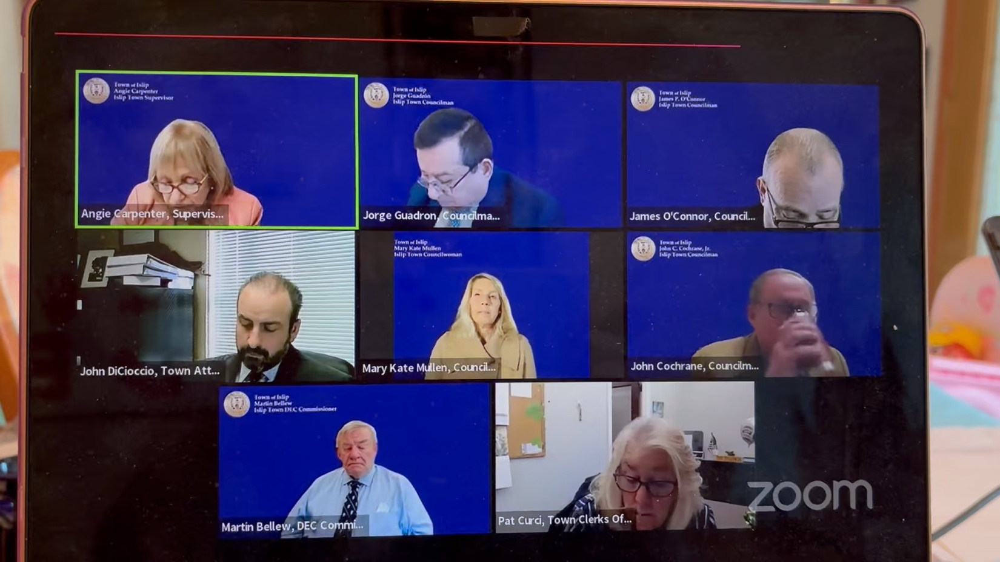 Town of Islip
Angie Carpenter
Islip Town Supervisor
Angie Carpenter, Supervis...
Town of Islip
Jorge Guadrón
Islip Town Councilman
Jorge Guadron, Councilma...
Town of Islip
James P. O'Connor
Islip Town Councilman
James O'Connor, Council...
John DiCioccio, Town Att...
Town of Islip
Mary Kate Mullen
Islip Town Councilwoman
Mary Kate Mullen, Council...
Town of Islip
John C. Cochrane, Jr.
Islip Town Councilman
John Cochrane, Councilm...
Town of Islip
Martin Bellew
Islip Town DEC Commissioner
Martin Bellew, DEC Commi...
Pat Curci, Town Clerks Of...
zoom